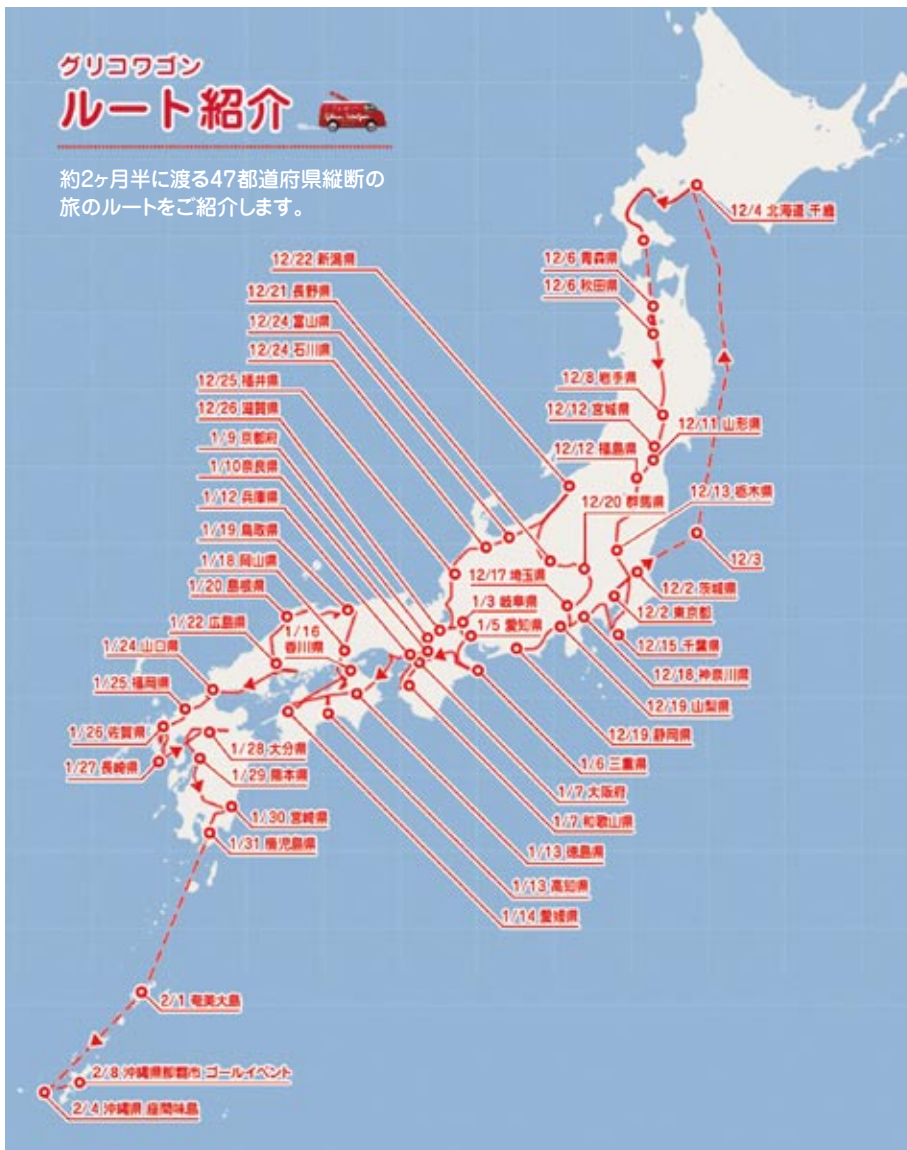 グリコワゴン
ルート紹介
約2ヶ月半に渡る47都道府県縦断の
旅のルートをご紹介します。
12/4 北海道 千歳
12/22 新潟県
12/6 青森県
12/21 長野県
12/6 秋田県
12/24 富山県
12/24 石川県
12/25 福井県
12/8 岩手県
12/26 滋賀県
12/12 宮城県
12/11 山形県
1/9 京都府
12/12 福島県
1/10 奈良県
12/20 群馬県
12/13 栃木県
1/12 兵庫県
1/19 鳥取県
1/18 岡山県
12/3
12/17 埼玉県
1/20 島根県
12/2 茨城県
1/3 岐阜県
12/2 東京都
1/22 広島県
1/16
香川県
1/5 愛知県
12/15 千葉県
1/24 山口県
12/18 神奈川県
1/25 福岡県
12/19 山梨県
1/26 佐賀県
12/19 静岡県
1/28 大分県
1/27 長崎県
1/6 三重県
1/29 熊本県
1/7 大阪府
1/30 宮崎県
1/7 和歌山県
1/31 鹿児島県
1/13 徳島県
1/13 高知県
1/14 愛媛県
2/1 奄美大島
2/8 沖縄県那覇市 ゴールイベント
2/4 沖縄県 座間味島